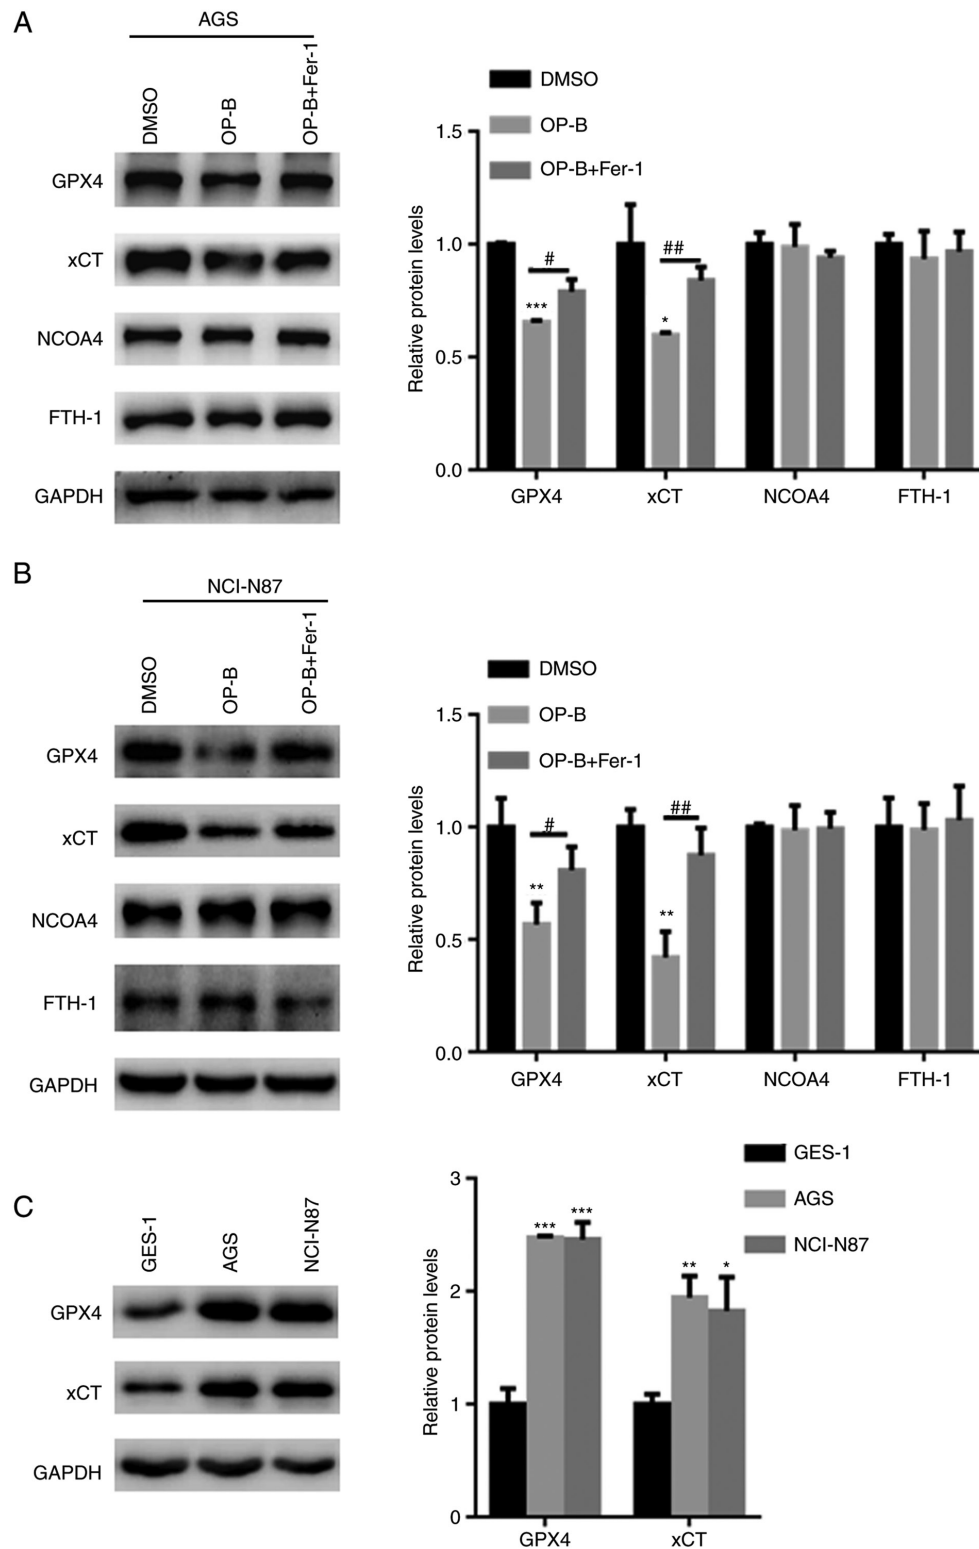 A
AGS
DMSO
OP-B
OP-B+Fer-1
GPX4
xCT
NCOA4
FTH-1
GAPDH
DMSO
OP-B
OP-B+Fer-1
Relative protein levels
1.5
1.0
0.5
0.0
#
***
##
*
GPX4
xCT
NCOA4
FTH-1
B
NCI-N87
DMSO
OP-B
OP-B+Fer-1
GPX4
xCT
NCOA4
FTH-1
GAPDH
DMSO
OP-B
OP-B+Fer-1
Relative protein levels
1.5
1.0
0.5
0.0
#
**
##
**
GPX4
xCT
NCOA4
FTH-1
C
GES-1
AGS
NCI-N87
GPX4
xCT
GAPDH
GES-1
AGS
NCI-N87
Relative protein levels
3
2
1
0
***
***
**
*
GPX4
xCT